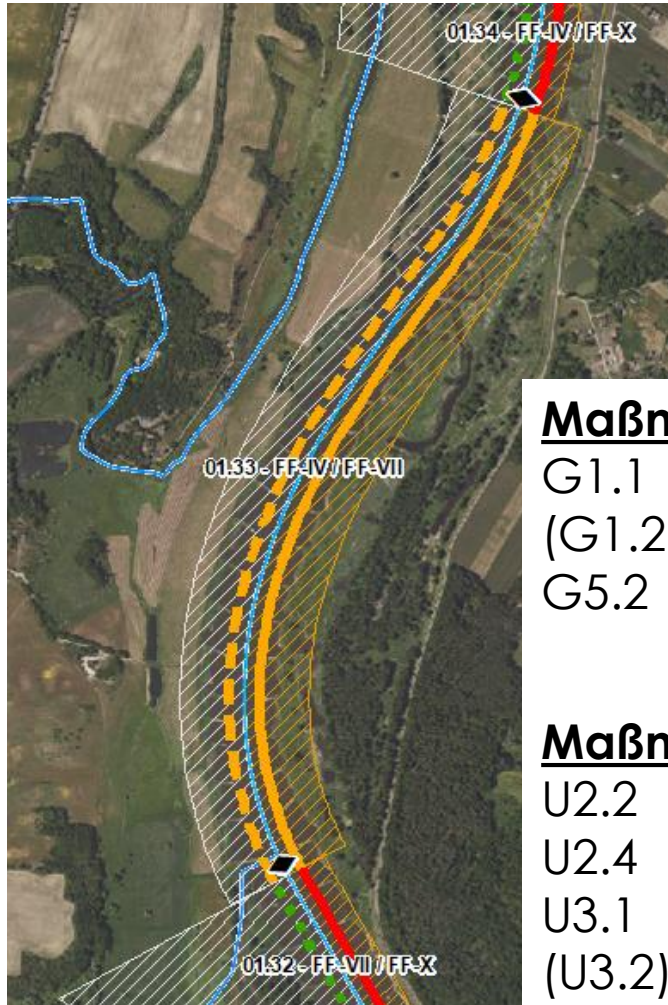 01.34 - FF-IV / FF-X
01.33 - FF-IV / FF-VII
01.32 - FF-VII / FF-X
Maßn
G1.1
(G1.2
G5.2
Maßn
U2.2
U2.4
U3.1
(U3.2)